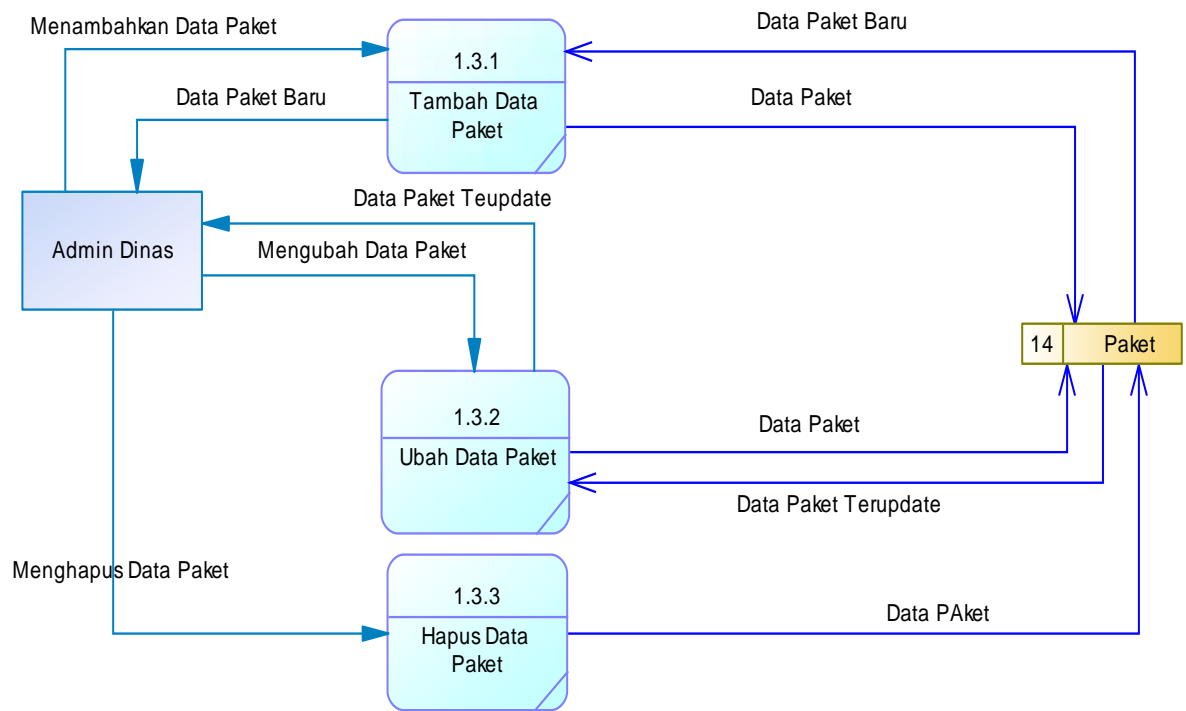 Data Paket Baru
Menambahkan Data Paket
1.3.1
Data Paket Baru
Data Paket
Tambah Data
Paket
Data Paket Teupdate
Admin Dinas
Mengubah Data Paket
14
Paket
1.3.2
Data Paket
Ubah Data Paket
Data Paket Terupdate
Menghapus Data Paket
1.3.3
Data PAket
Hapus Data
Paket